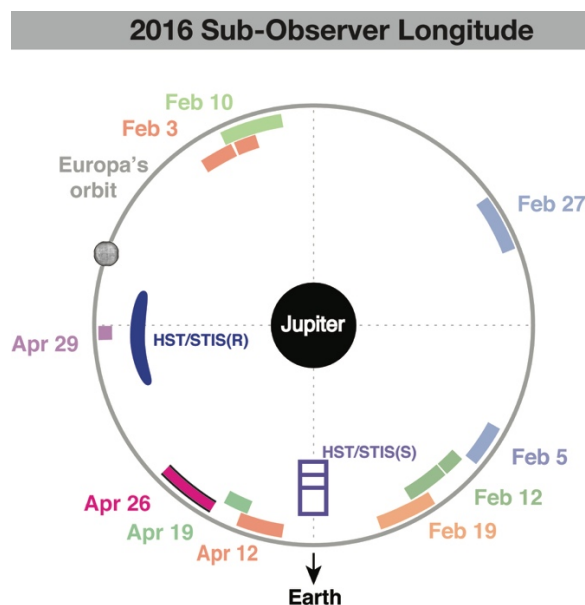 2016 Sub-Observer Longitude
Feb 10
Feb 3
Europa's
orbit
Feb 27
Jupiter
HST/STIS(R)
Apr 29
HST/STIS(S)
Feb 5
Apr 26
Feb 12
Apr 19
Feb 19
Apr 12
Earth